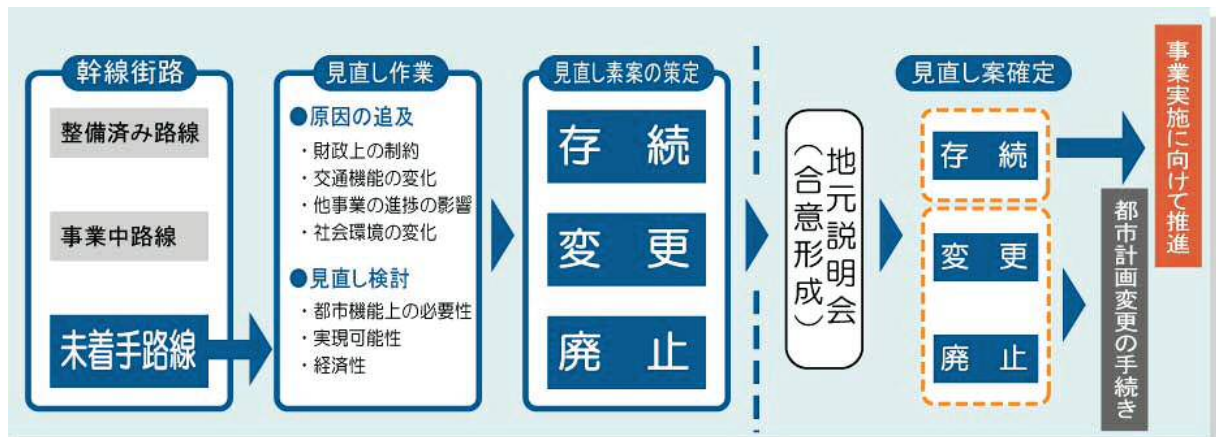 幹線街路
整備済み路線
事業中路線
未着手路線
見直し作業
●原因の追及
・財政上の制約
・交通機能の変化
・他事業の進捗の影響
・社会環境の変化
●見直し検討
・都市機能上の必要性
・実現可能性
・経済性
見直し素案の策定
存続
変更
廃止
地元説明会
(合意形成)
見直し案確定
存続
変更
廃止
事業実施に向けて推進
都市計画変更の手続き